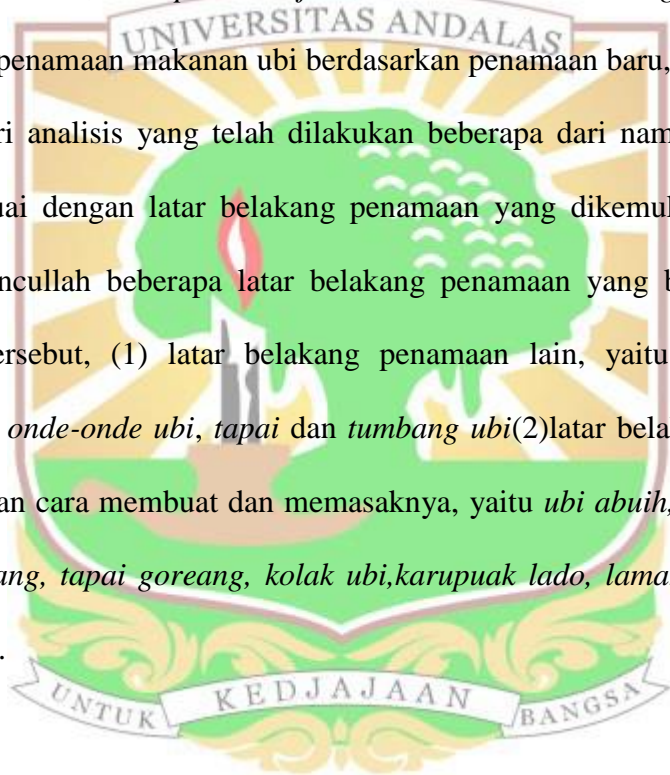 UNIVERSITAS ANDALAS
penamaan makanan ubi berdasarkan penamaan baru,
ri analisis yang telah dilakukan beberapa dari nam
uai dengan latar belakang penamaan yang dikemul
ncullah beberapa latar belakang penamaan yang b
ersebut, (1) latar belakang penamaan lain, yaitu
onde-onde ubi, tapai dan tumbang ubi(2)latar bela
an cara membuat dan memasaknya, yaitu ubi abuih,
ang, tapai goreang, kolak ubi,karupuak lado, lama
.
UNTUK KEDJAJAAN BANGSA